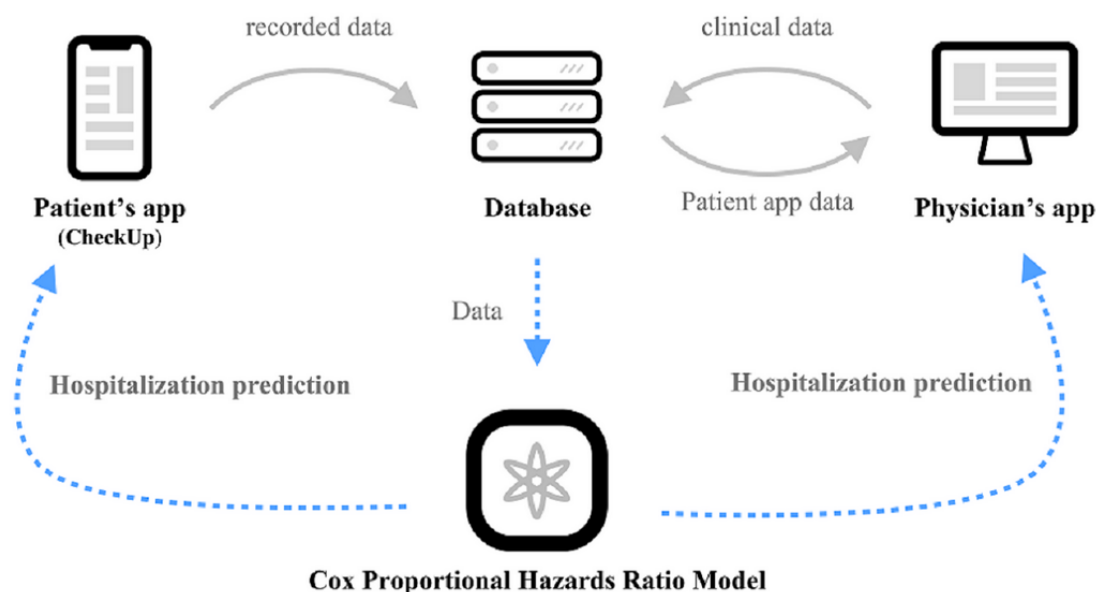 recorded data
clinical data
Patient's app
(CheckUp)
Database
Patient app data
Physician's app
Data
Hospitalization prediction
Hospitalization prediction
Cox Proportional Hazards Ratio Model